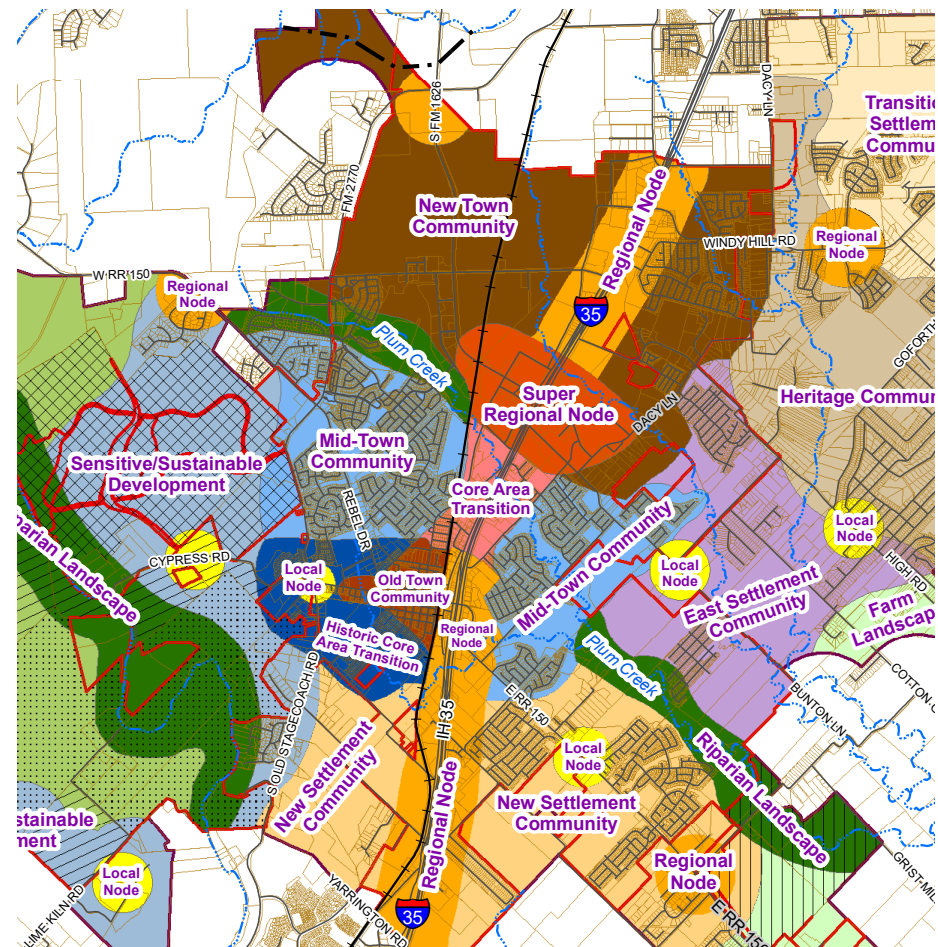 S FM 1626
DACY LN
Transitio
Settlem
Commu
FM 2770
New Town
Community
Regional Node
WINDY HILL RD
Regional
Node
W RR 150
Regional
Node
35
Plum Creek
GOFORTH
Super
Regional Node
DACY LN
Heritage Commun
Mid-Town
Community
Sensitive/Sustainable
Development
Core Area
Transition
REBEL DR
Local
Node
parian Landscape
CYPRESS RD
Local
Node
Old Town
Community
Mid-Town Community
Local
Node
HIGH RD
East Settlement
Community
Farm
Landscap
Historic Core
Area Transition
Regional
Node
Plum Creek
COTTON G
S OLD STAGECOACH RD
E RR 150
BUNTON LN
IH 35
New Settlement
Community
Local
Node
Riparian Landscape
New Settlement
Community
Regional Node
stainable
ment
Local
Node
Regional
Node
GRIST MIL
LIME KILN RD
YARRINGTON RD
35
E RR 15